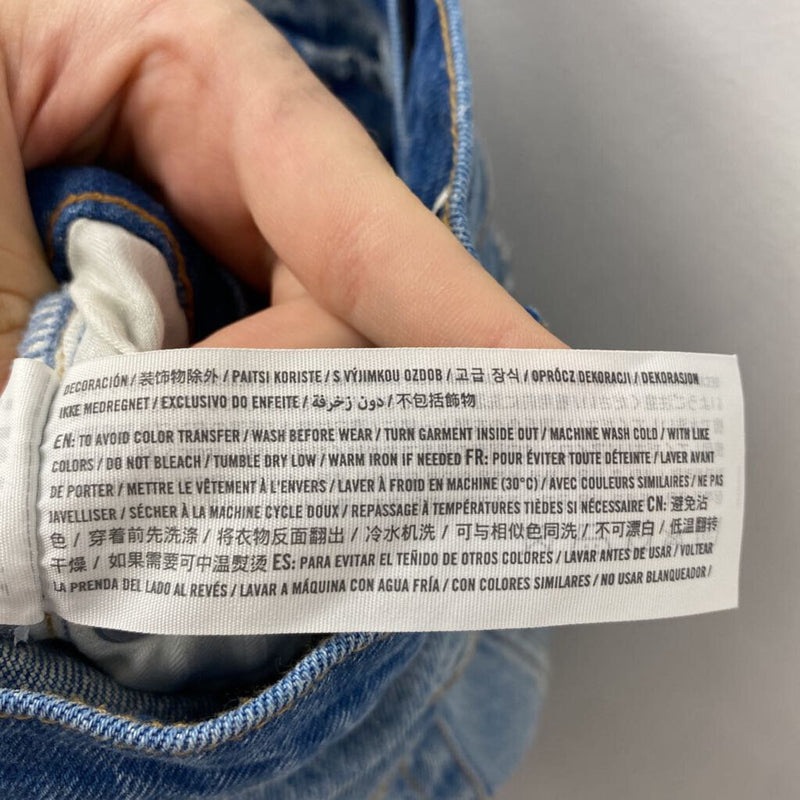 DECORACIÓN / 装饰物除外 / PAITSI KORISTE / S VÝJIMKOU OZDOB / 고급 장식 / OPRÓCZ DEKORACJI / DEKORASJON
IKKE MEDREGNET / EXCLUSIVO DO ENFEITE / دون زخرفة / 不包括飾物
EN: TO AVOID COLOR TRANSFER / WASH BEFORE WEAR / TURN GARMENT INSIDE OUT / MACHINE WASH COLD / WITH LIKE
COLORS / DO NOT BLEACH / TUMBLE DRY LOW / WARM IRON IF NEEDED FR: POUR ÉVITER TOUTE DÉTEINTE / LAVER AVANT
DE PORTER / METTRE LE VÊTEMENT À L'ENVERS / LAVER À FROID EN MACHINE (30°C) / AVEC COULEURS SIMILAIRES / NE PAS
JAVELLISER / SÉCHER À LA MACHINE CYCLE DOUX / REPASSAGE À TEMPÉRATURES TIÈDES SI NÉCESSAIRE CN: 避免沾
色 / 穿着前先洗涤 / 将衣物反面翻出 / 冷水机洗 / 可与相似色同洗 / 不可漂白 / 低温翻转
干燥 / 如果需要可中温熨烫 ES: PARA EVITAR EL TEÑIDO DE OTROS COLORES / LAVAR ANTES DE USAR / VOLTEAR
LA PRENDA DEL LADO AL REVÉS / LAVAR A MÁQUINA CON AGUA FRÍA / CON COLORES SIMILARES / NO USAR BLANQUEADOR /